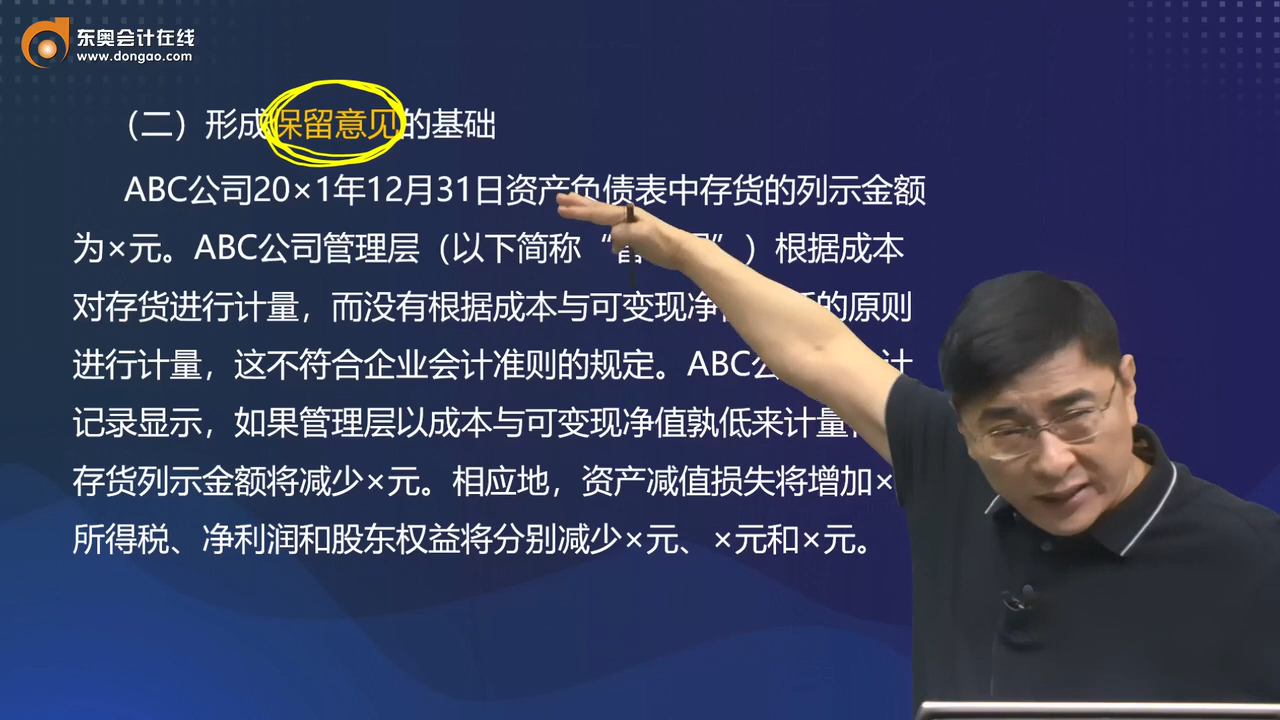 东奥会计在线
www.dongao.com
（二）形成保留意见的基础
ABC公司20×1年12月31日资产负债表中存货的列示金额
为×元。ABC公司管理层（以下简称“管理层”）根据成本
对存货进行计量，而没有根据成本与可变现净值 的原则
进行计量，这不符合企业会计准则的规定。ABC公 计
记录显示，如果管理层以成本与可变现净值孰低来计量
存货列示金额将减少×元。相应地，资产减值损失将增加×
所得税、净利润和股东权益将分别减少×元、×元和×元。